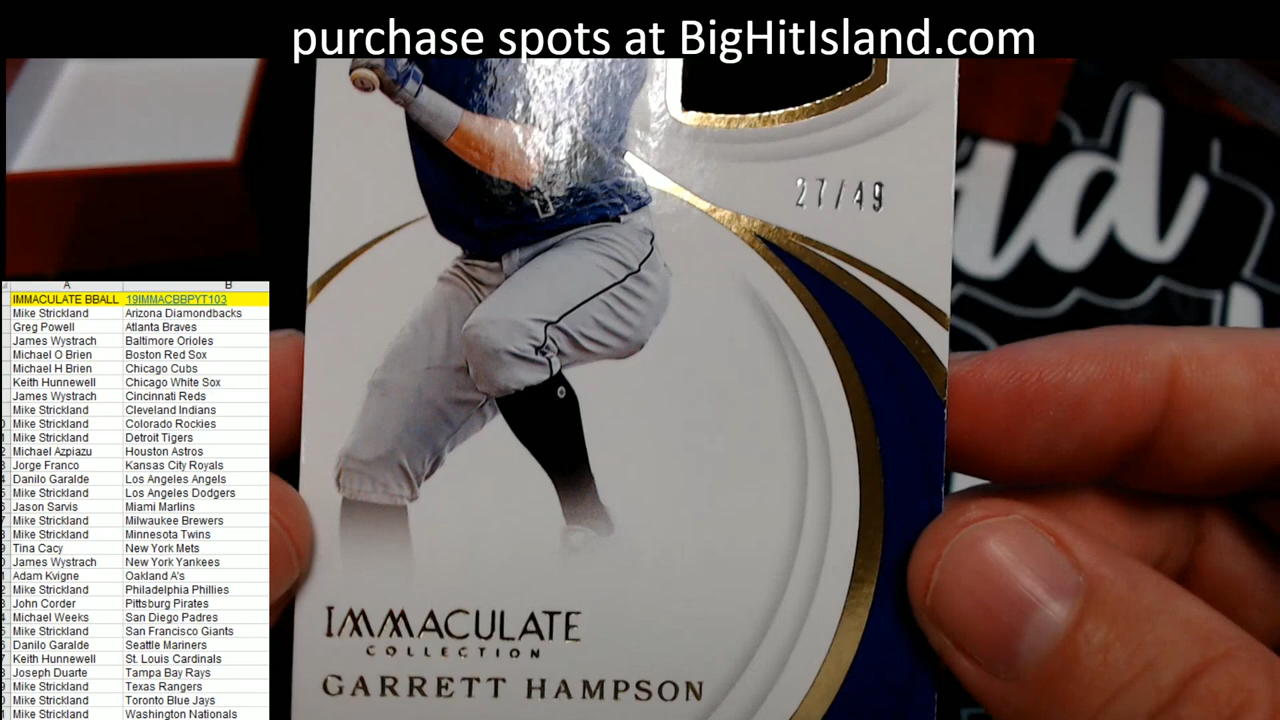 purchase spots at BigHitIsland.com
27/49
A B
IMMACULATE BBALL 19IMMACBBPYT103
Mike Strickland Arizona Diamondbacks
Greg Powell Atlanta Braves
James Wystrach Baltimore Orioles
Michael O Brien Boston Red Sox
Michael H Brien Chicago Cubs
Keith Hunnewell Chicago White Sox
James Wystrach Cincinnati Reds
Mike Strickland Cleveland Indians
Mike Strickland Colorado Rockies
Mike Strickland Detroit Tigers
Michael Azpiazu Houston Astros
Jorge Franco Kansas City Royals
Danilo Garalde Los Angeles Angels
Mike Strickland Los Angeles Dodgers
Jason Sarvis Miami Marlins
Mike Strickland Milwaukee Brewers
Mike Strickland Minnesota Twins
Tina Cacy New York Mets
James Wystrach New York Yankees
Adam Kvigne Oakland A's
Mike Strickland Philadelphia Phillies
John Corder Pittsburg Pirates
Michael Weeks San Diego Padres
Mike Strickland San Francisco Giants
Danilo Garalde Seattle Mariners
Keith Hunnewell St. Louis Cardinals
Joseph Duarte Tampa Bay Rays
Mike Strickland Texas Rangers
Mike Strickland Toronto Blue Jays
Mike Strickland Washington Nationals
IMMACULATE
COLLECTION
GARRETT HAMPSON